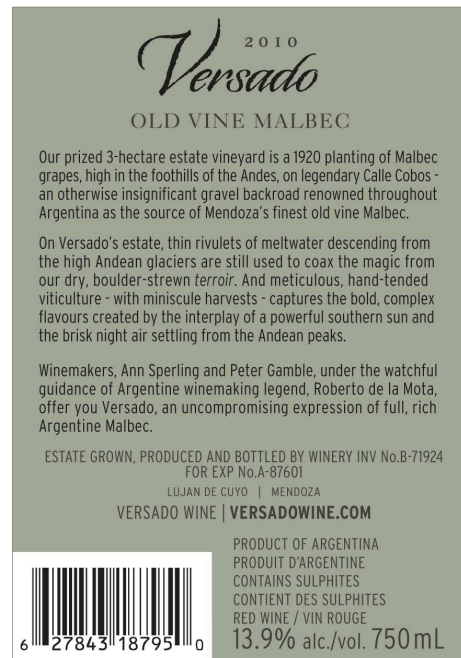 2010
Versado
OLD VINE MALBEC
Our prized 3-hectare estate vineyard is a 1920 planting of Malbec
grapes, high in the foothills of the Andes, on legendary Calle Cobos -
an otherwise insignificant gravel backroad renowned throughout
Argentina as the source of Mendoza's finest old vine Malbec.
On Versado's estate, thin rivulets of meltwater descending from
the high Andean glaciers are still used to coax the magic from
our dry, boulder-strewn terroir. And meticulous, hand-tended
viticulture - with miniscule harvests - captures the bold, complex
flavours created by the interplay of a powerful southern sun and
the brisk night air settling from the Andean peaks.
Winemakers, Ann Sperling and Peter Gamble, under the watchful
guidance of Argentine winemaking legend, Roberto de la Mota,
offer you Versado, an uncompromising expression of full, rich
Argentine Malbec.
ESTATE GROWN, PRODUCED AND BOTTLED BY WINERY INV No.B-71924
FOR EXP No.A-87601
LUJAN DE CUYO | MENDOZA
VERSADO WINE | VERSADOWINE.COM
PRODUCT OF ARGENTINA
PRODUIT D'ARGENTINE
CONTAINS SULPHITES
CONTIENT DES SULPHITES
RED WINE / VIN ROUGE
13.9% alc./vol. 750mL
6 27843 18795 0